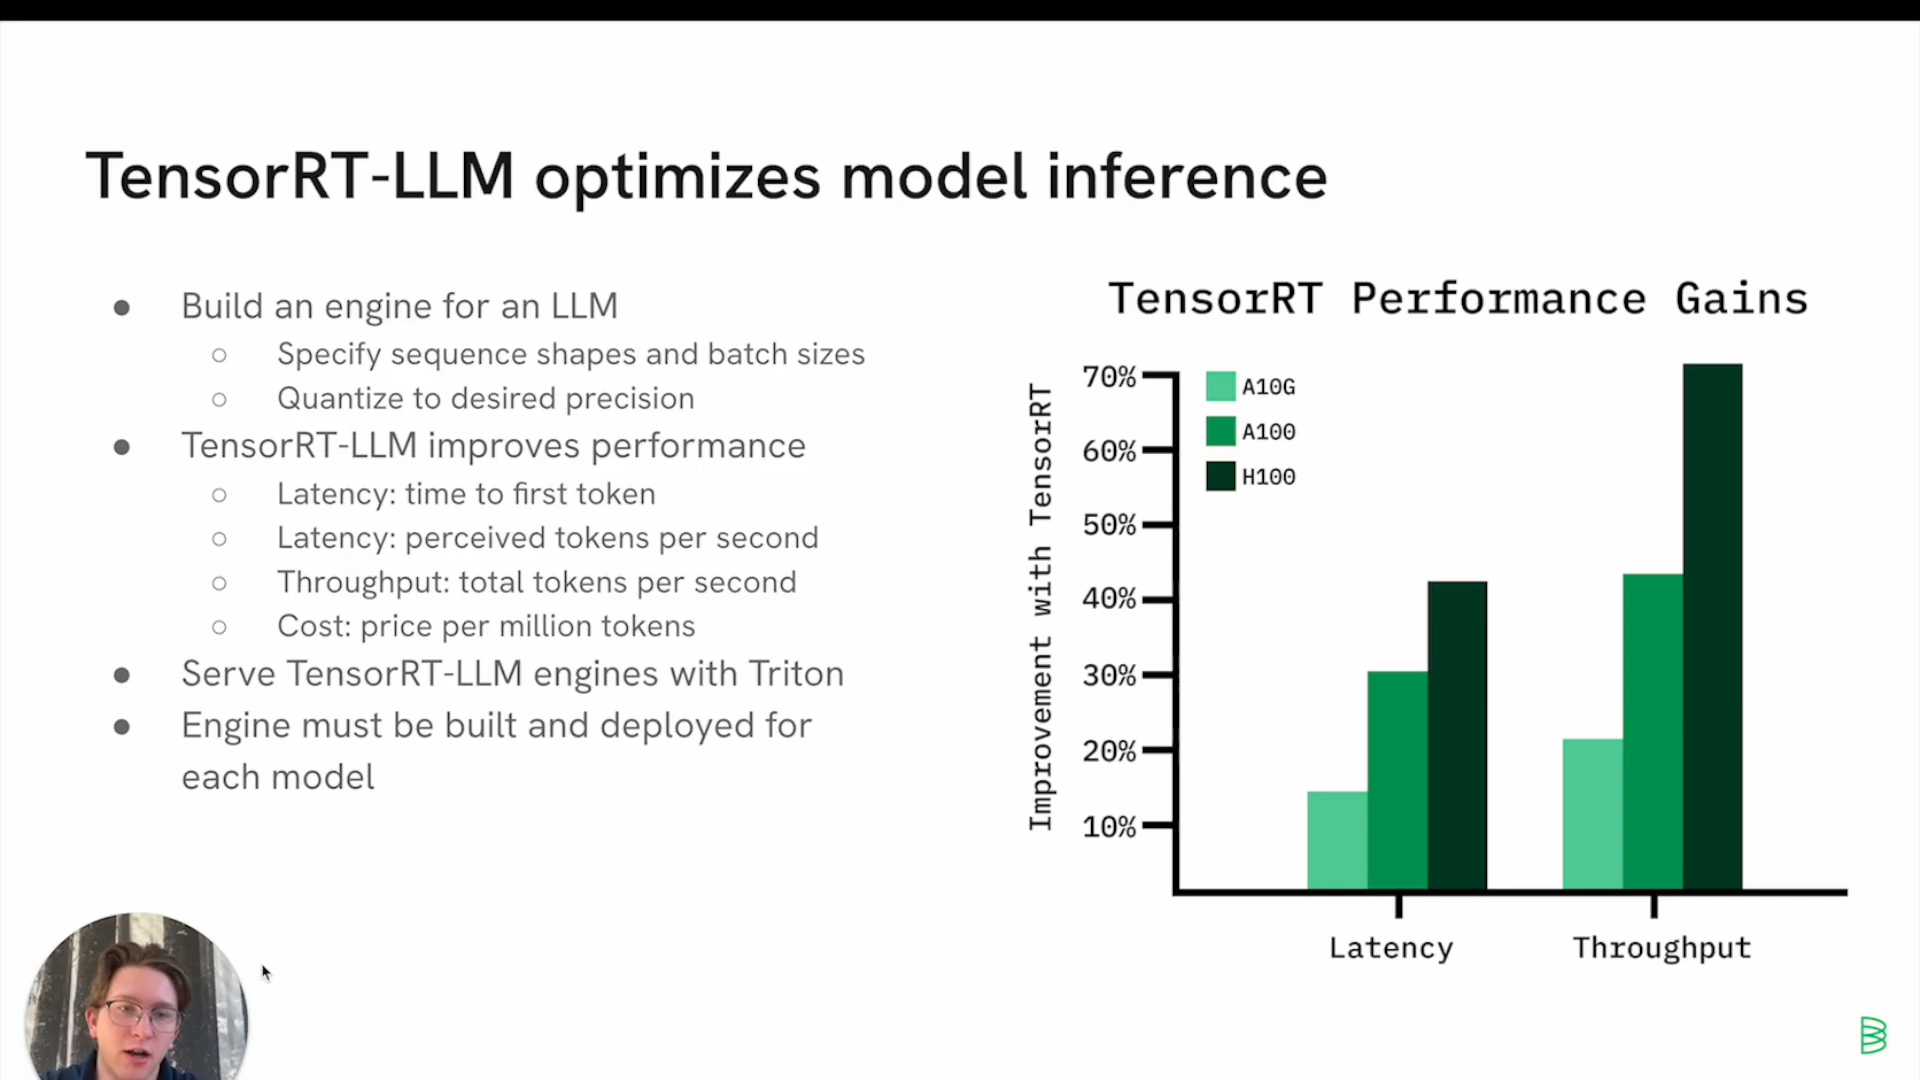 TensorRT-LLM optimizes model inference
● Build an engine for an LLM
○ Specify sequence shapes and batch sizes
○ Quantize to desired precision
● TensorRT-LLM improves performance
○ Latency: time to first token
○ Latency: perceived tokens per second
○ Throughput: total tokens per second
○ Cost: price per million tokens
● Serve TensorRT-LLM engines with Triton
● Engine must be built and deployed for
each model
TensorRT Performance Gains
Improvement with TensorRT
70%
60%
50%
40%
30%
20%
10%
A10G
A100
H100
Latency
Throughput